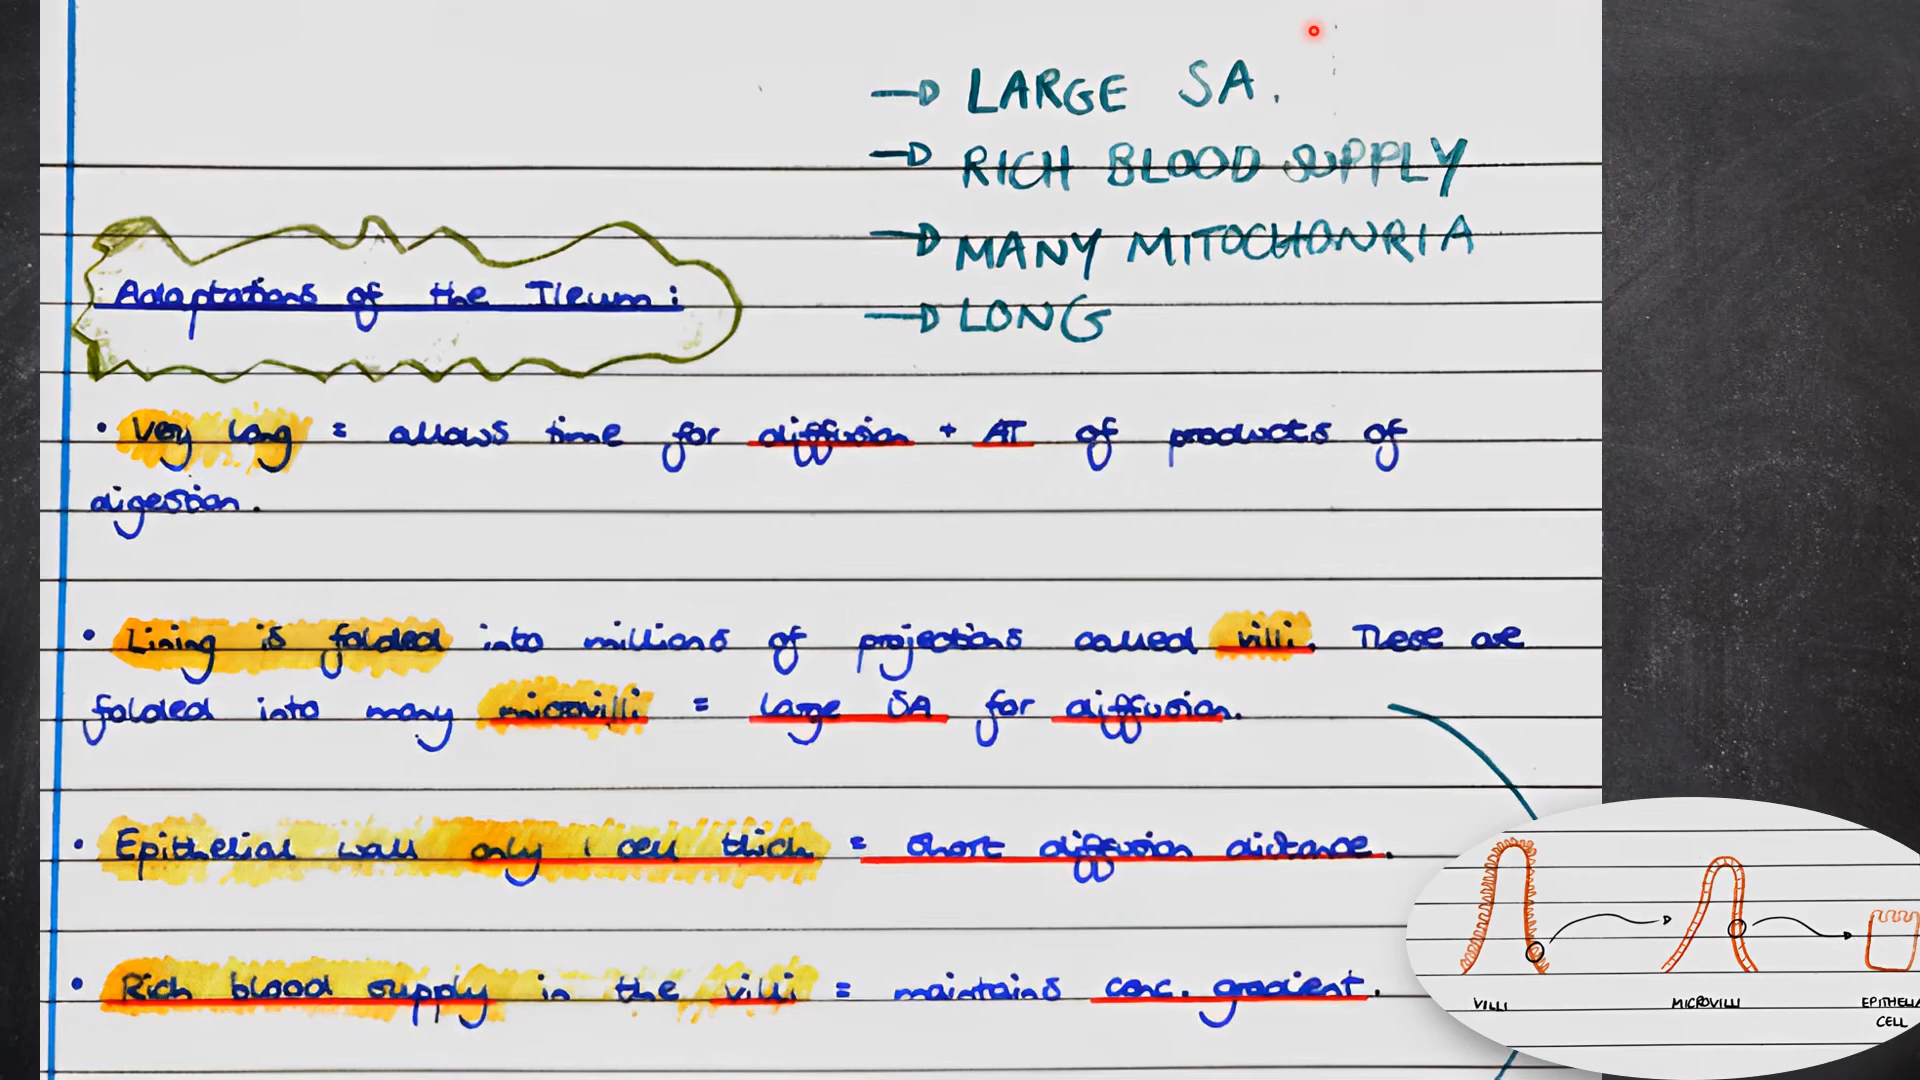 → LARGE SA.
→ RICH BLOOD SUPPLY
→ MANY MITOCHONRIA
→ LONG
Adaptations of the Ileum:
• Very long = allows time for diffusion + AT of products of
digestion.
• Lining is folded into millions of projections called villi. These are
folded into many microvilli = large SA for diffusion.
• Epithelial wall only 1 cell thick = short diffusion distance.
• Rich blood supply in the villi = maintains conc. gradient.
VILLI
MICROVILLI
EPITHELIA
CELL